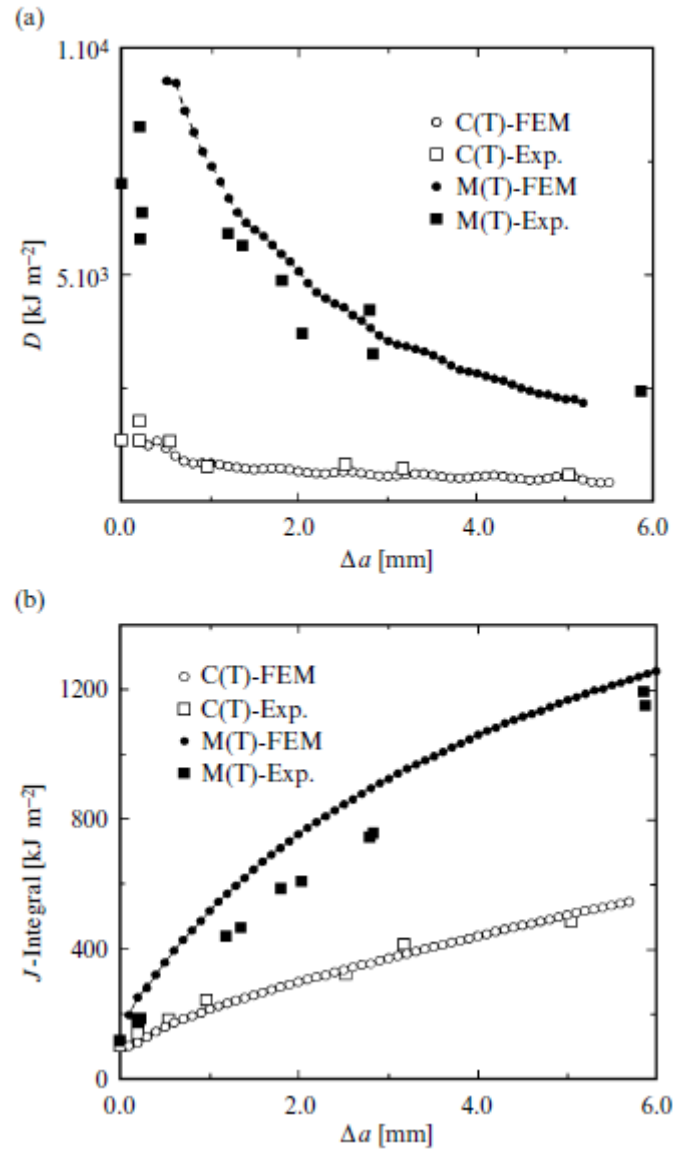 (a)
1.10⁴
C(T)-FEM
C(T)-Exp.
M(T)-FEM
M(T)-Exp.
5.10³
D [kJ m⁻²]
0.0 2.0 4.0 6.0
Δa [mm]
(b)
1200
C(T)-FEM
C(T)-Exp.
M(T)-FEM
M(T)-Exp.
800
J-Integral [kJ m⁻²]
400
0
0.0 2.0 4.0 6.0
Δa [mm]